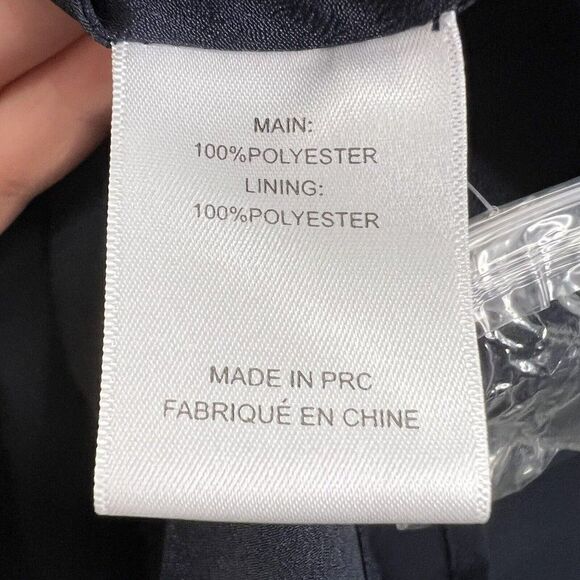 MAIN:
100%POLYESTER
LINING:
100%POLYESTER
MADE IN PRC
FABRIQUÉ EN CHINE